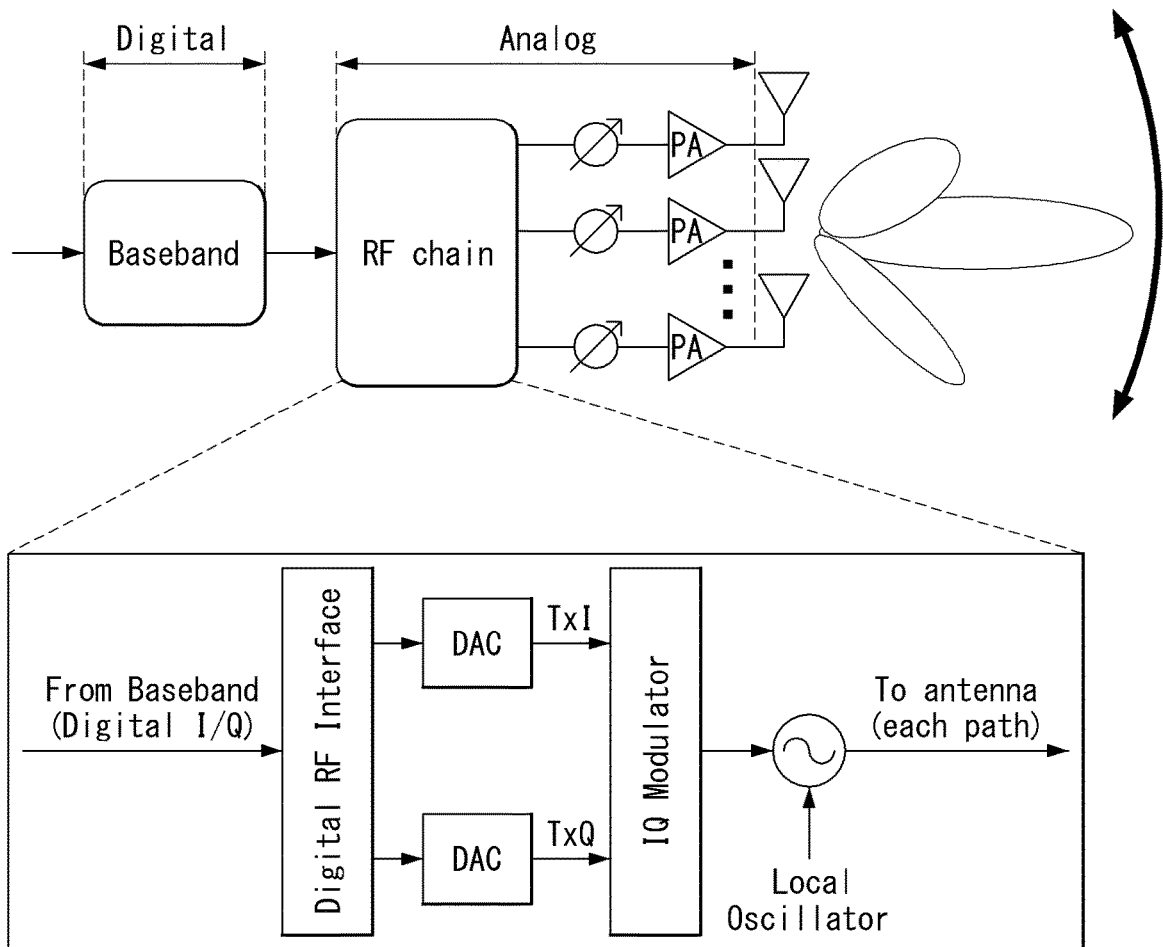 Digital
Analog
Baseband
RF chain
PA
PA
PA
From Baseband
(Digital I/Q)
Digital RF Interface
DAC
TxI
DAC
TxQ
IQ Modulator
To antenna
(each path)
Local
Oscillator